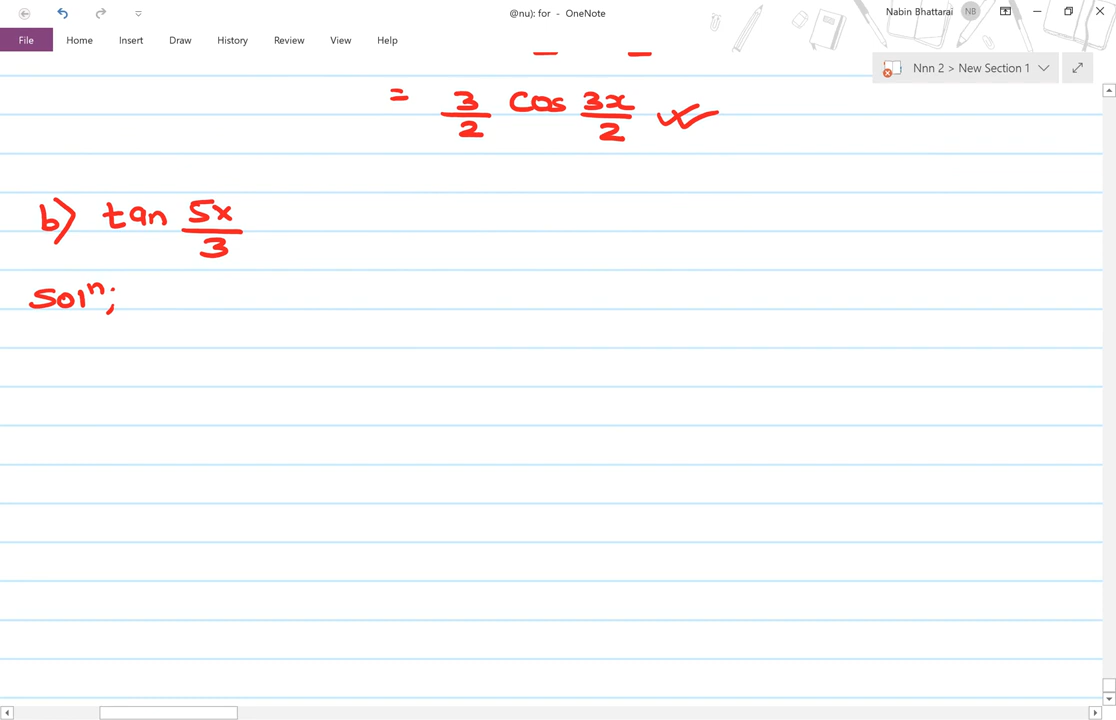 @nu): for - OneNote
Nabin Bhattarai NB
File Home Insert Draw History Review View Help
Nnn 2 > New Section 1
= 3/2 cos 3x/2
b) tan 5x/3
Solⁿ;